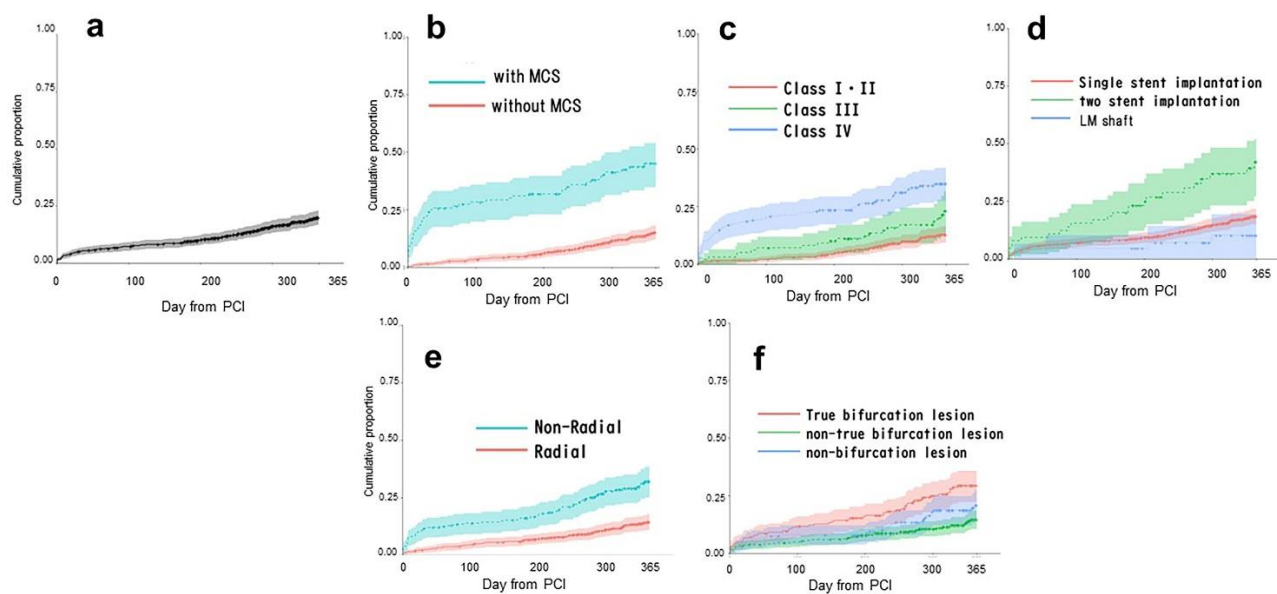 a
Cumulative proportion
1.00
0.75
0.50
0.25
0.00
0
100
200
300
365
Day from PCI
b
Cumulative proportion
1.00
0.75
0.50
0.25
0.00
with MCS
without MCS
0
100
200
300
365
Day from PCI
c
1.00
0.75
0.50
0.25
0.00
Class I・II
Class III
Class IV
0
100
200
300
365
Day from PCI
d
1.00
0.75
0.50
0.25
0.00
Single stent implantation
two stent implantation
LM shaft
0
100
200
300
365
Day from PCI
e
Cumulative proportion
1.00
0.75
0.50
0.25
0.00
Non-Radial
Radial
0
100
200
300
365
Day from PCI
f
1.00
0.75
0.50
0.25
0.00
True bifurcation lesion
non-true bifurcation lesion
non-bifurcation lesion
0
100
200
300
365
Day from PCI